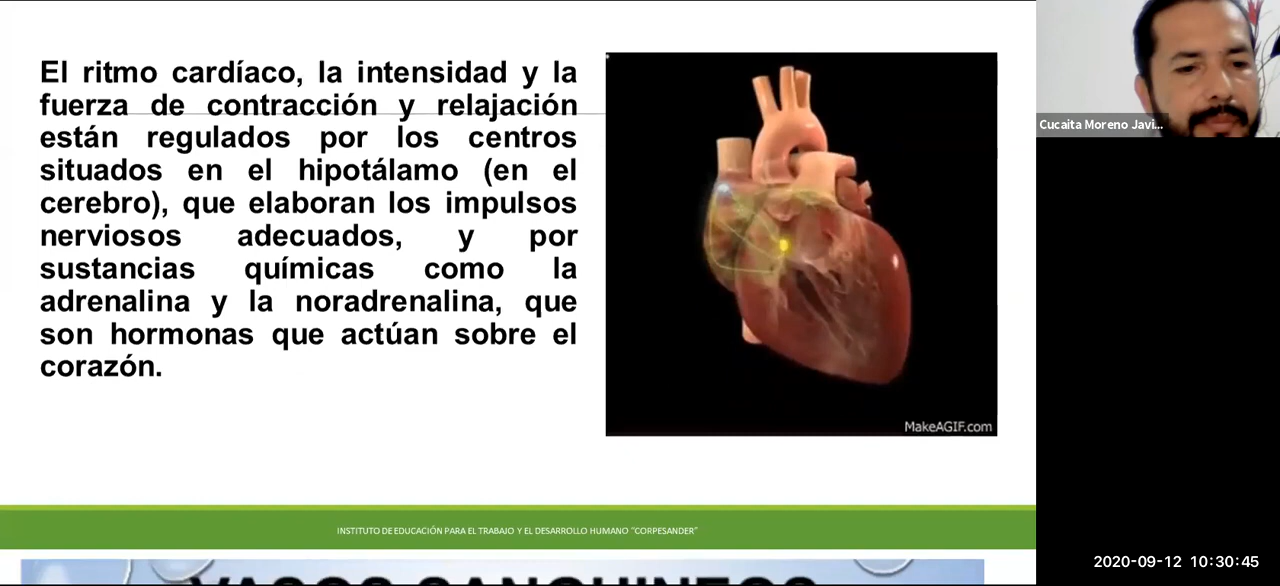 El ritmo cardíaco, la intensidad y la
fuerza de contracción y relajación
están regulados por los centros
situados en el hipotálamo (en el
cerebro), que elaboran los impulsos
nerviosos adecuados, y por
sustancias químicas como la
adrenalina y la noradrenalina, que
son hormonas que actúan sobre el
corazón.
MakeAGIF.com
INSTITUTO DE EDUCACIÓN PARA EL TRABAJO Y EL DESARROLLO HUMANO “CORPESANDER”
VASOS SANGUINEOS
Cucaita Moreno Javi...
2020-09-12 10:30:45